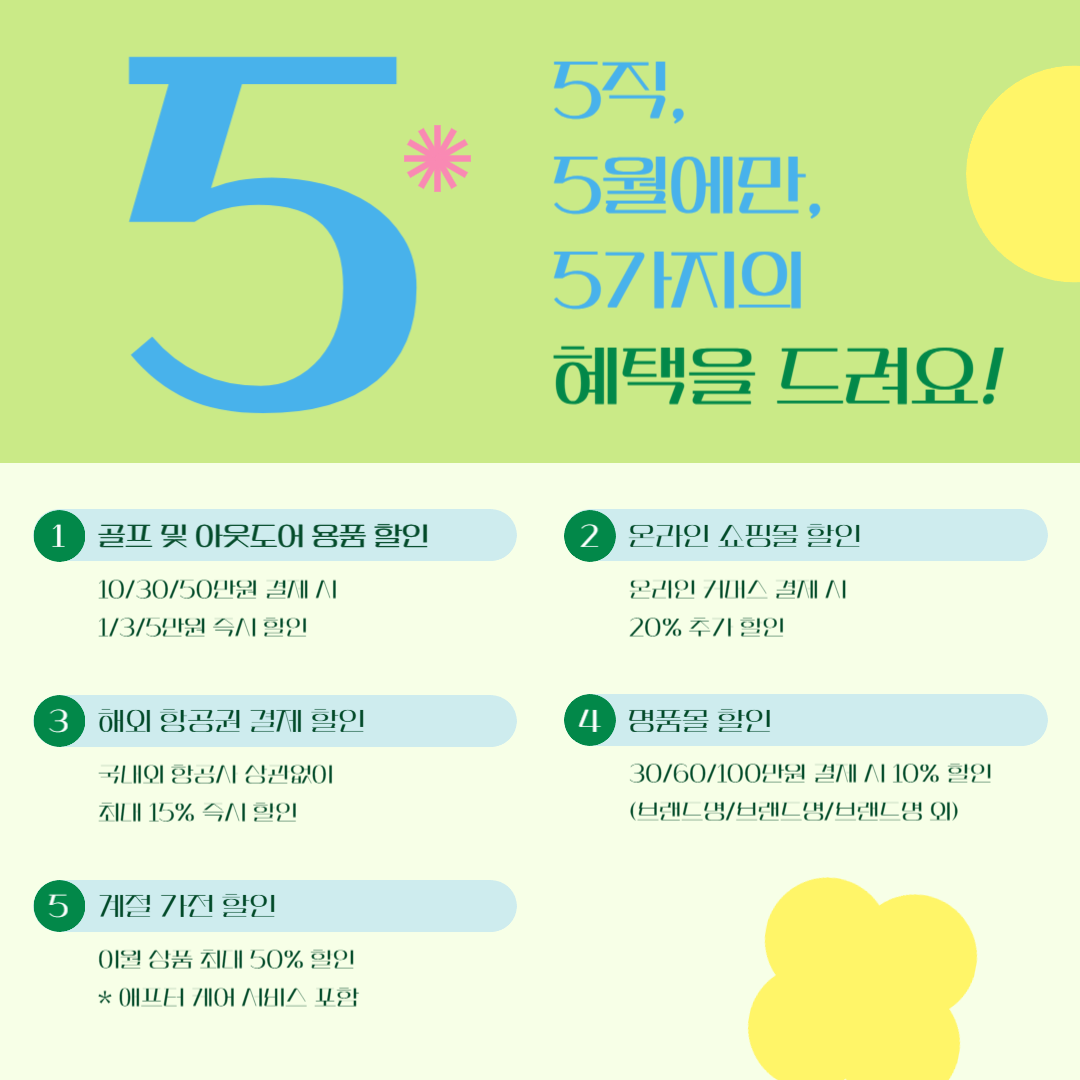 5
5직,
5월에만,
5가지의
혜택을 드려요!
1 골프 및 아웃도어 용품 할인
10/30/50만원 결제 시
1/3/5만원 즉시 할인
2 온라인 쇼핑몰 할인
온라인 커머스 결제 시
20% 추가 할인
3 해외 항공권 결제 할인
국내외 항공사 상관없이
최대 15% 즉시 할인
4 명품몰 할인
30/60/100만원 결제 시 10% 할인
(브랜드명/브랜드명/브랜드명 외)
5 계절 가전 할인
이월 상품 최대 50% 할인
* 애프터 케어 서비스 포함